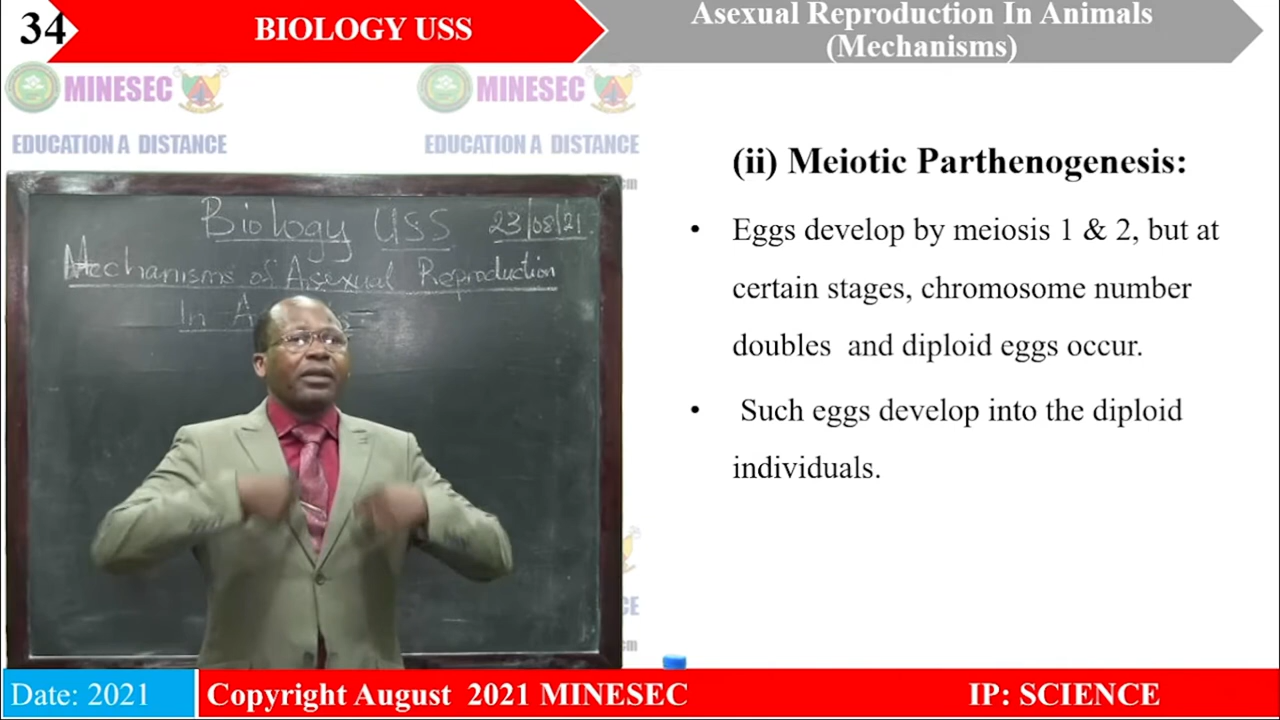 34
BIOLOGY USS
Asexual Reproduction In Animals
(Mechanisms)
MINESEC
MINESEC
EDUCATION A DISTANCE
EDUCATION A DISTANCE
Biology USS 23/08/21.
Mechanisms of Asexual Reproduction
In A
(ii) Meiotic Parthenogenesis:
• Eggs develop by meiosis 1 & 2, but at
certain stages, chromosome number
doubles and diploid eggs occur.
• Such eggs develop into the diploid
individuals.
Date: 2021
Copyright August 2021 MINESEC
IP: SCIENCE